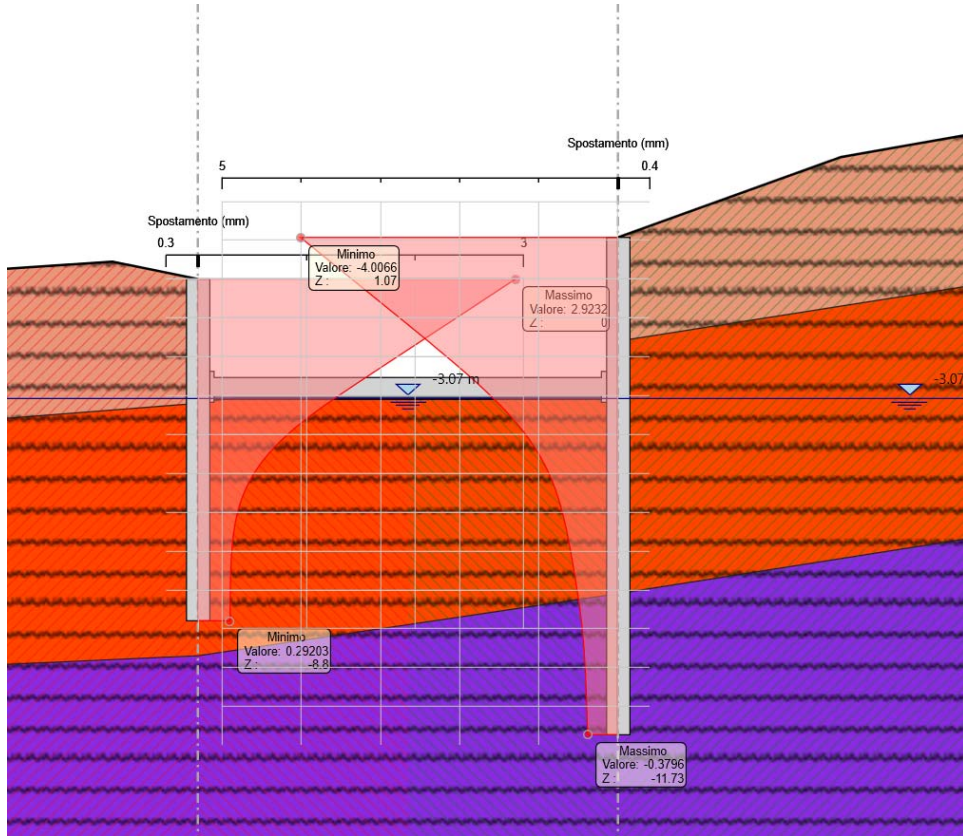 Spostamento (mm)
5
0.4
Spostamento (mm)
0.3
3
Minimo
Valore: -4.0066
Z : 1.07
Massimo
Valore: 2.9232
Z : 0
-3.07 m
-3.07
Minimo
Valore: 0.29203
Z : -8.8
Massimo
Valore: -0.3796
Z : -11.73